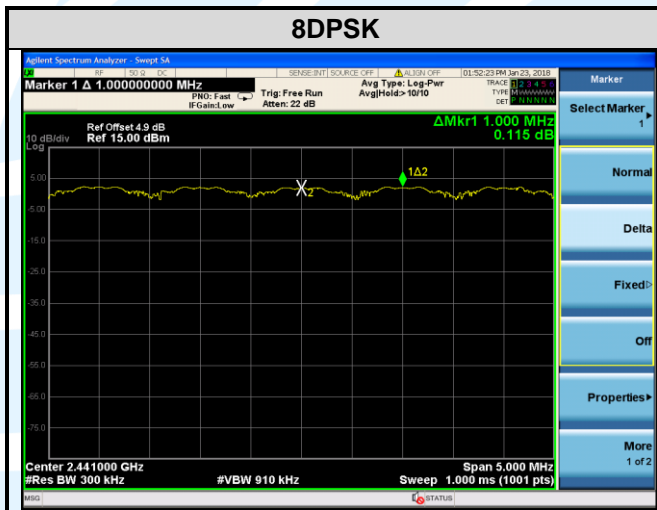 8DPSK
Agilent Spectrum Analyzer - Swept SA
RF 50 Ω DC SENSE:INT SOURCE OFF ALIGN OFF 01:52:23 PM Jan 23, 2018
Marker 1 Δ 1.000000000 MHz
PNO: Fast
IFGain:Low
Trig: Free Run
Atten: 22 dB
Avg Type: Log-Pwr
Avg|Hold:>10/10
TRACE 1 2 3 4 5 6
TYPE M
DET P N N N N N
Ref Offset 4.9 dB
10 dB/div Ref 15.00 dBm
Log
ΔMkr1 1.000 MHz
0.115 dB
5.00
-5.00
-15.0
-25.0
-35.0
-45.0
-55.0
-65.0
-75.0
X2
1Δ2
Center 2.441000 GHz Span 5.000 MHz
#Res BW 300 kHz #VBW 910 kHz Sweep 1.000 ms (1001 pts)
MSG STATUS
Marker
Select Marker
1
Normal
Delta
Fixed
Off
Properties
More
1 of 2